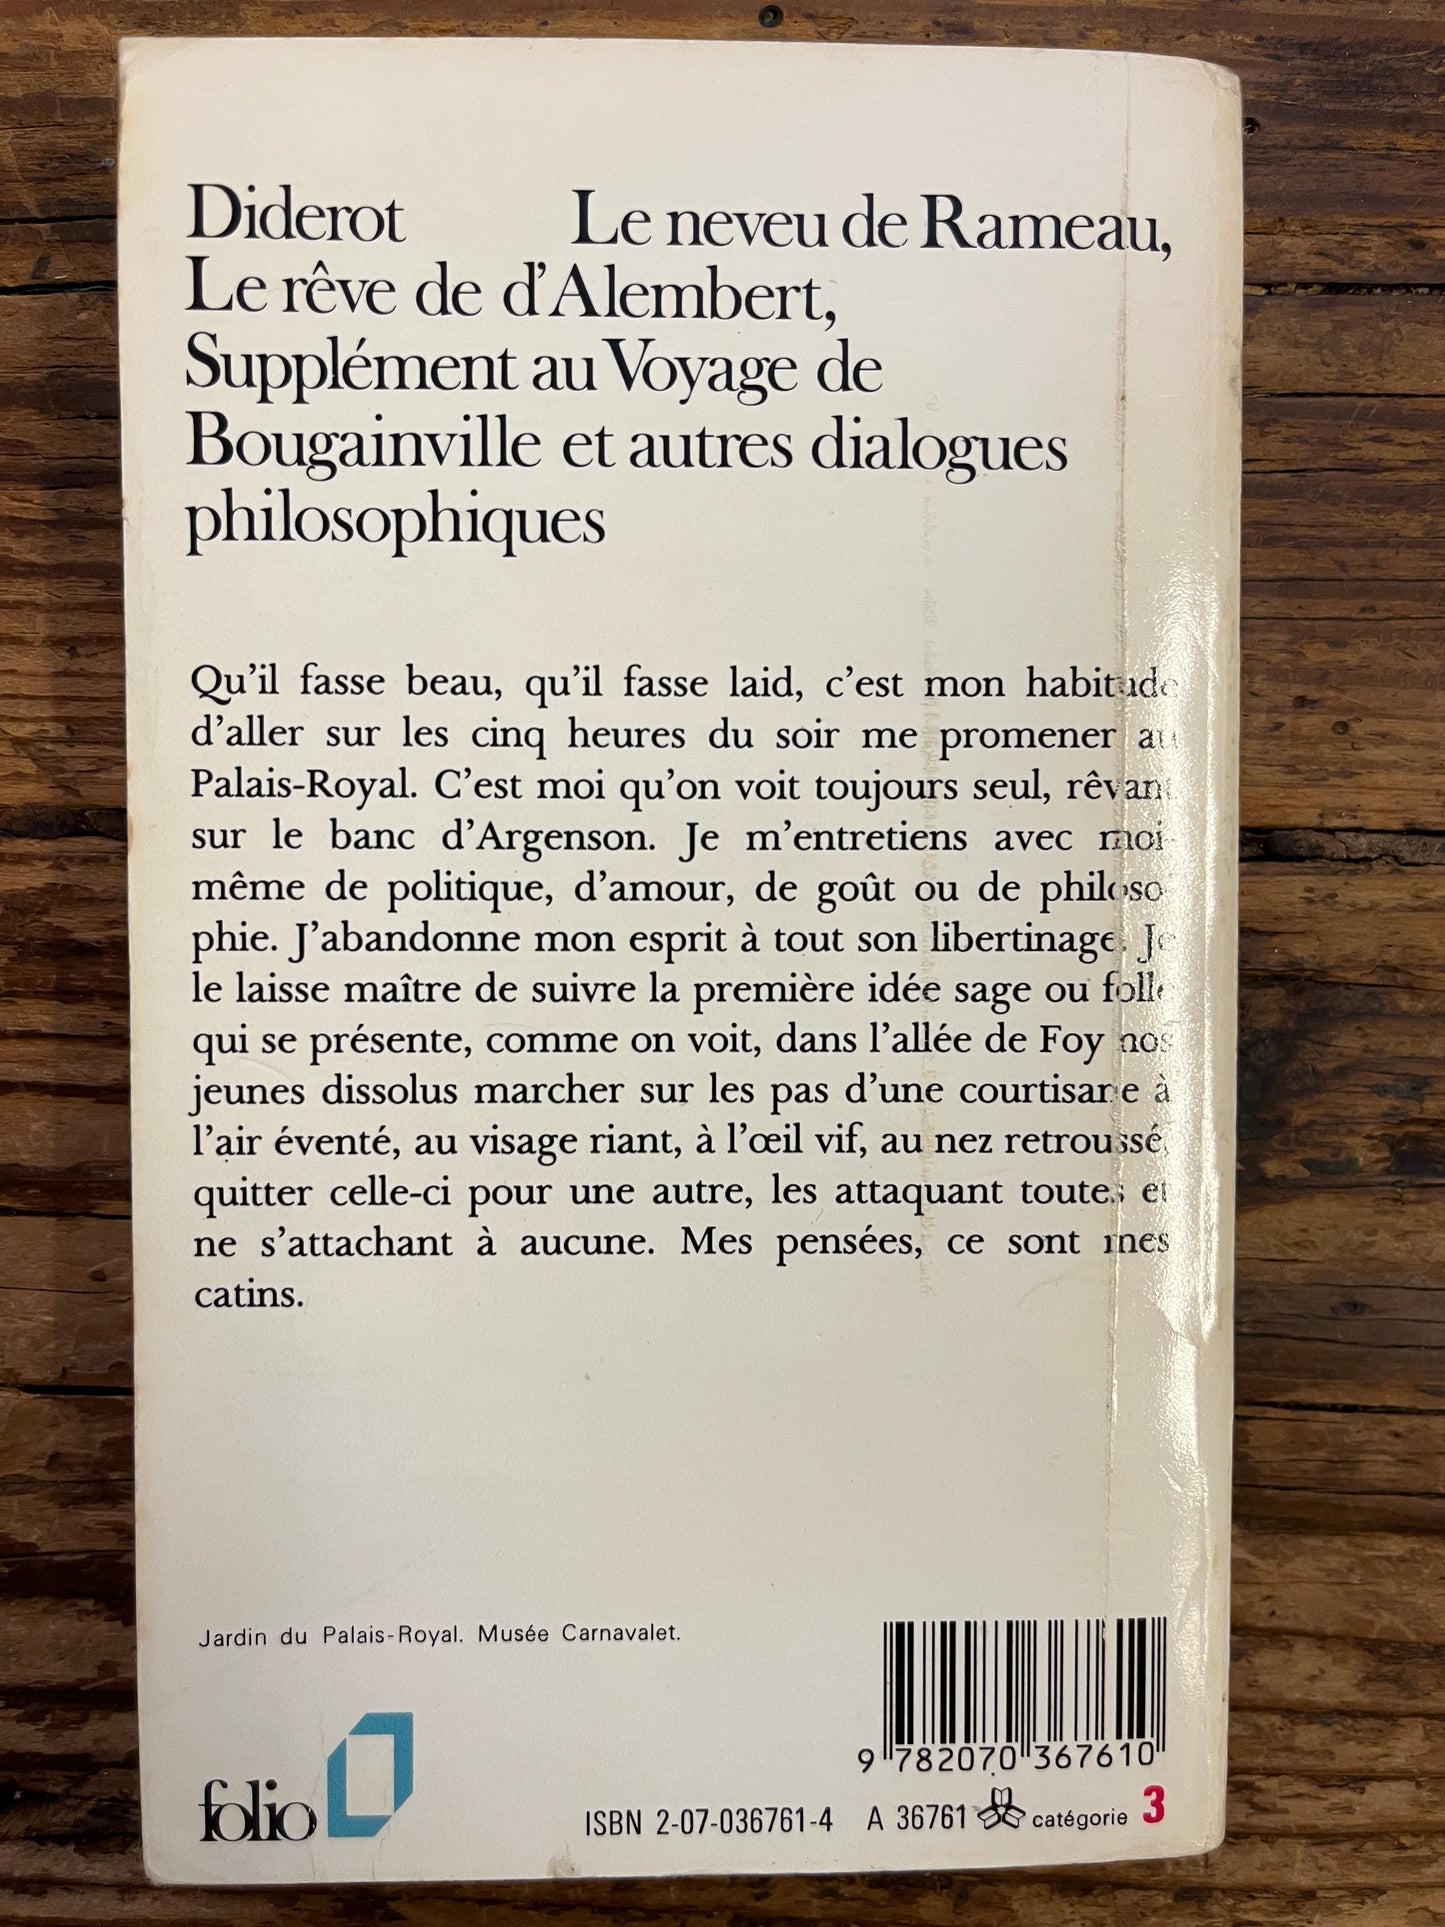 Diderot Le neveu de Rameau,
Le rêve de d'Alembert,
Supplément au Voyage de
Bougainville et autres dialogues
philosophiques
Qu'il fasse beau, qu'il fasse laid, c'est mon habitude
d'aller sur les cinq heures du soir me promener au
Palais-Royal. C'est moi qu'on voit toujours seul, rêvant
sur le banc d'Argenson. Je m'entretiens avec moi-
même de politique, d'amour, de goût ou de philoso-
phie. J'abandonne mon esprit à tout son libertinage. Je
le laisse maître de suivre la première idée sage ou folle
qui se présente, comme on voit, dans l'allée de Foy nos
jeunes dissolus marcher sur les pas d'une courtisane à
l'air éventé, au visage riant, à l'œil vif, au nez retroussé,
quitter celle-ci pour une autre, les attaquant toutes et
ne s'attachant à aucune. Mes pensées, ce sont mes
catins.
Jardin du Palais-Royal. Musée Carnavalet.
9 782070 367610
folio
ISBN 2-07-036761-4 A 36761 catégorie 3